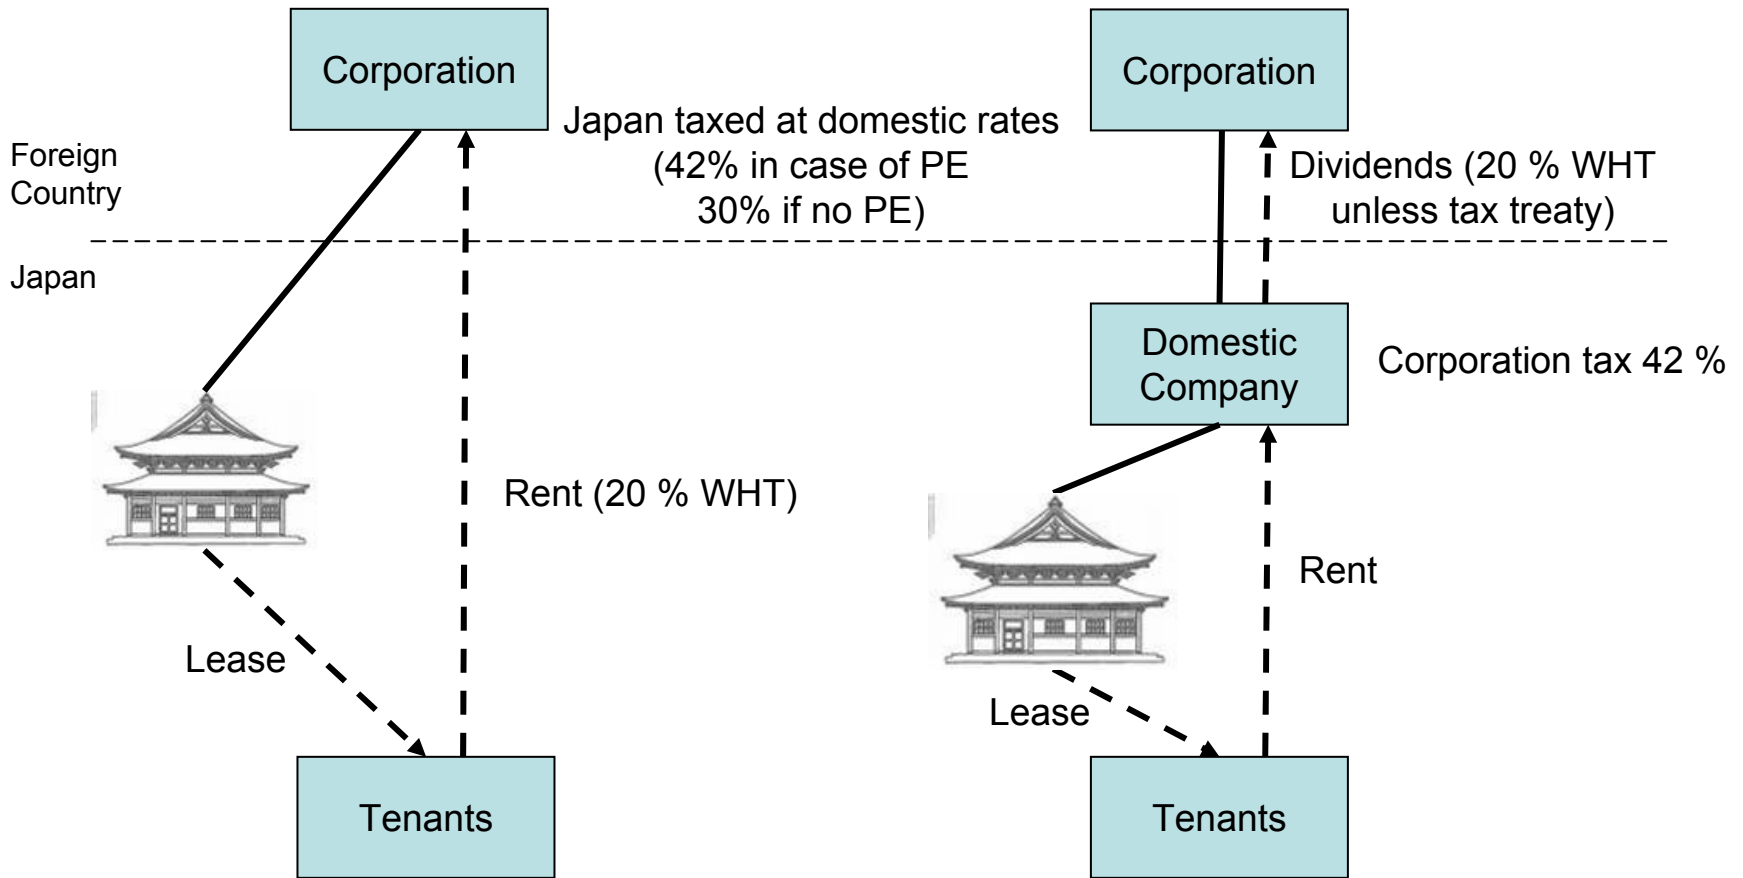 Corporation
Corporation
Japan taxed at domestic rates
(42% in case of PE
30% if no PE)
Foreign
Country
Dividends (20 % WHT
unless tax treaty)
Japan
Domestic
Company
Corporation tax 42 %
Rent (20 % WHT)
Rent
Lease
Lease
Tenants
Tenants